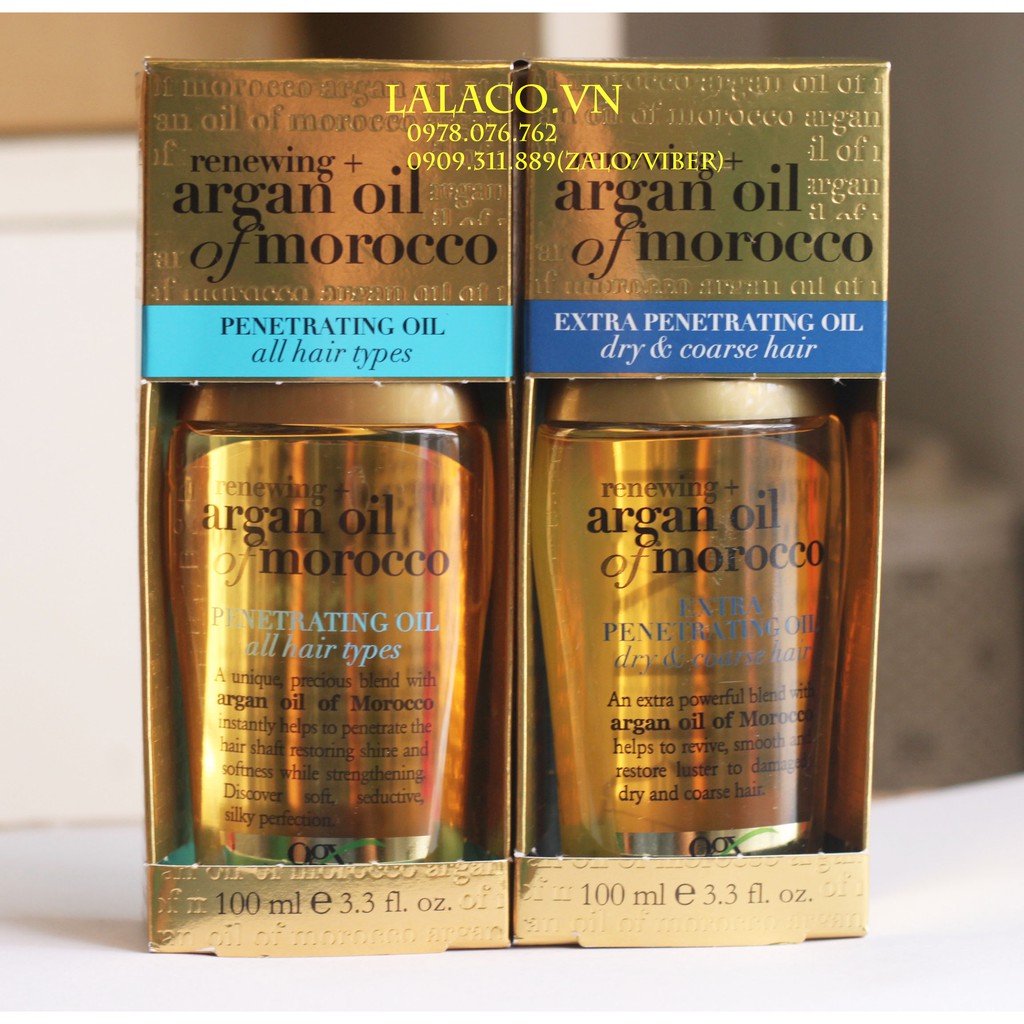 LALACO.VN
0978.076.762
0909.311.889(ZALO/VIBER)
renewing +
argan oil
of morocco
PENETRATING OIL
all hair types
renewing +
argan oil
of morocco
PENETRATING OIL
all hair types
A unique, precious blend with
argan oil of Morocco
instantly helps to penetrate the
hair shaft restoring shine and
softness while strengthening.
Discover soft, seductive,
silky perfection.
Ogx
100 ml e 3.3 fl. oz.
argan oil
of morocco
EXTRA PENETRATING OIL
dry & coarse hair
renewing +
argan oil
of morocco
EXTRA
PENETRATING OIL
dry & coarse hair
An extra powerful blend with
argan oil of Morocco
helps to revive, smooth and
restore luster to damaged,
dry and coarse hair.
Ogx
100 ml e 3.3 fl. oz.